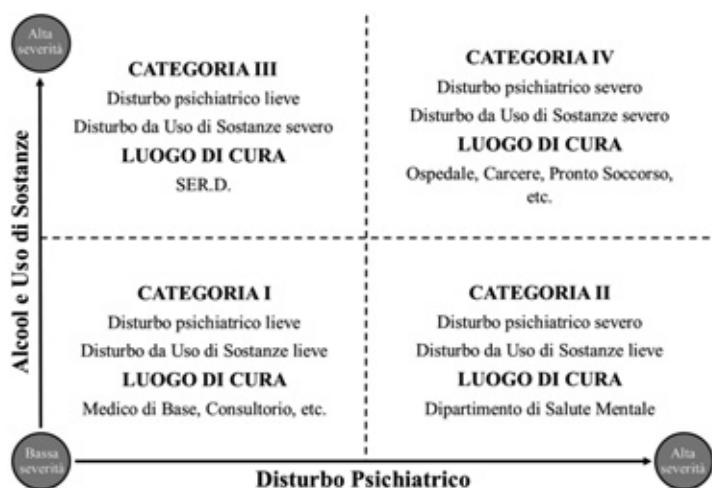 Alta
severità
CATEGORIA III
Disturbo psichiatrico lieve
Disturbo da Uso di Sostanze severo
LUOGO DI CURA
SER.D.
CATEGORIA IV
Disturbo psichiatrico severo
Disturbo da Uso di Sostanze severo
LUOGO DI CURA
Ospedale, Carcere, Pronto Soccorso,
etc.
Alcool e Uso di Sostanze
CATEGORIA I
Disturbo psichiatrico lieve
Disturbo da Uso di Sostanze lieve
LUOGO DI CURA
Medico di Base, Consultorio, etc.
CATEGORIA II
Disturbo psichiatrico severo
Disturbo da Uso di Sostanze lieve
LUOGO DI CURA
Dipartimento di Salute Mentale
Bassa
severità
Disturbo Psichiatrico
Alta
severità